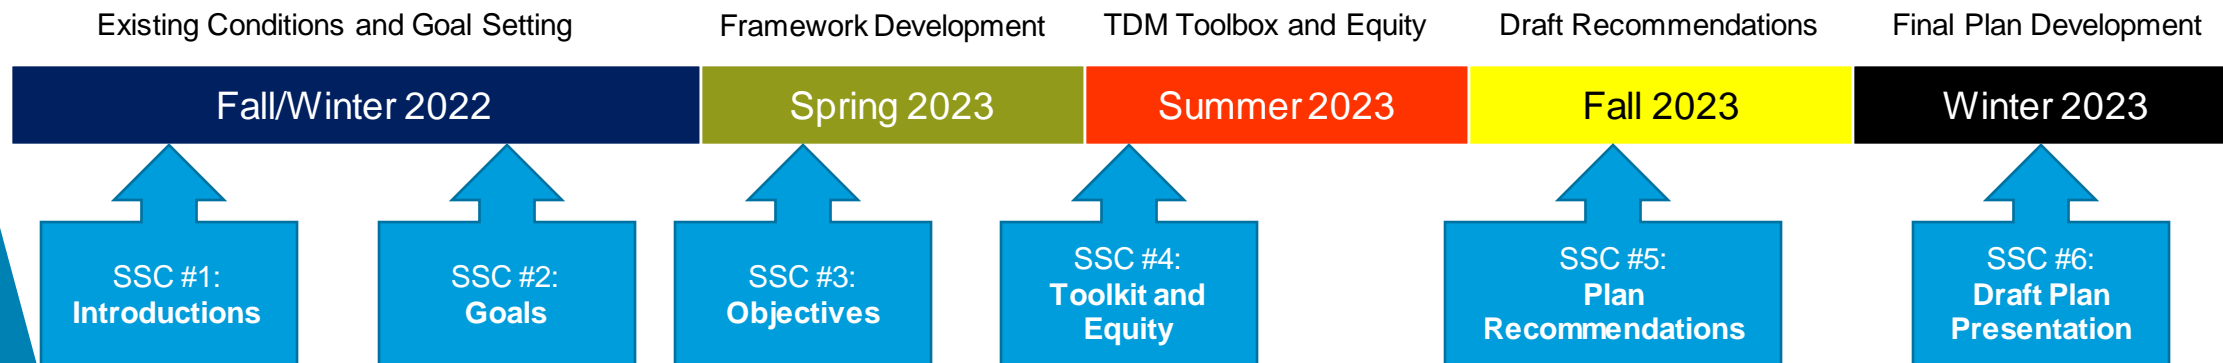 Existing Conditions and Goal Setting
Framework Development
TDM Toolbox and Equity
Draft Recommendations
Final Plan Development
Fall/Winter 2022
Spring 2023
Summer 2023
Fall 2023
Winter 2023
SSC #1:
Introductions
SSC #2:
Goals
SSC #3:
Objectives
SSC #4:
Toolkit and
Equity
SSC #5:
Plan
Recommendations
SSC #6:
Draft Plan
Presentation